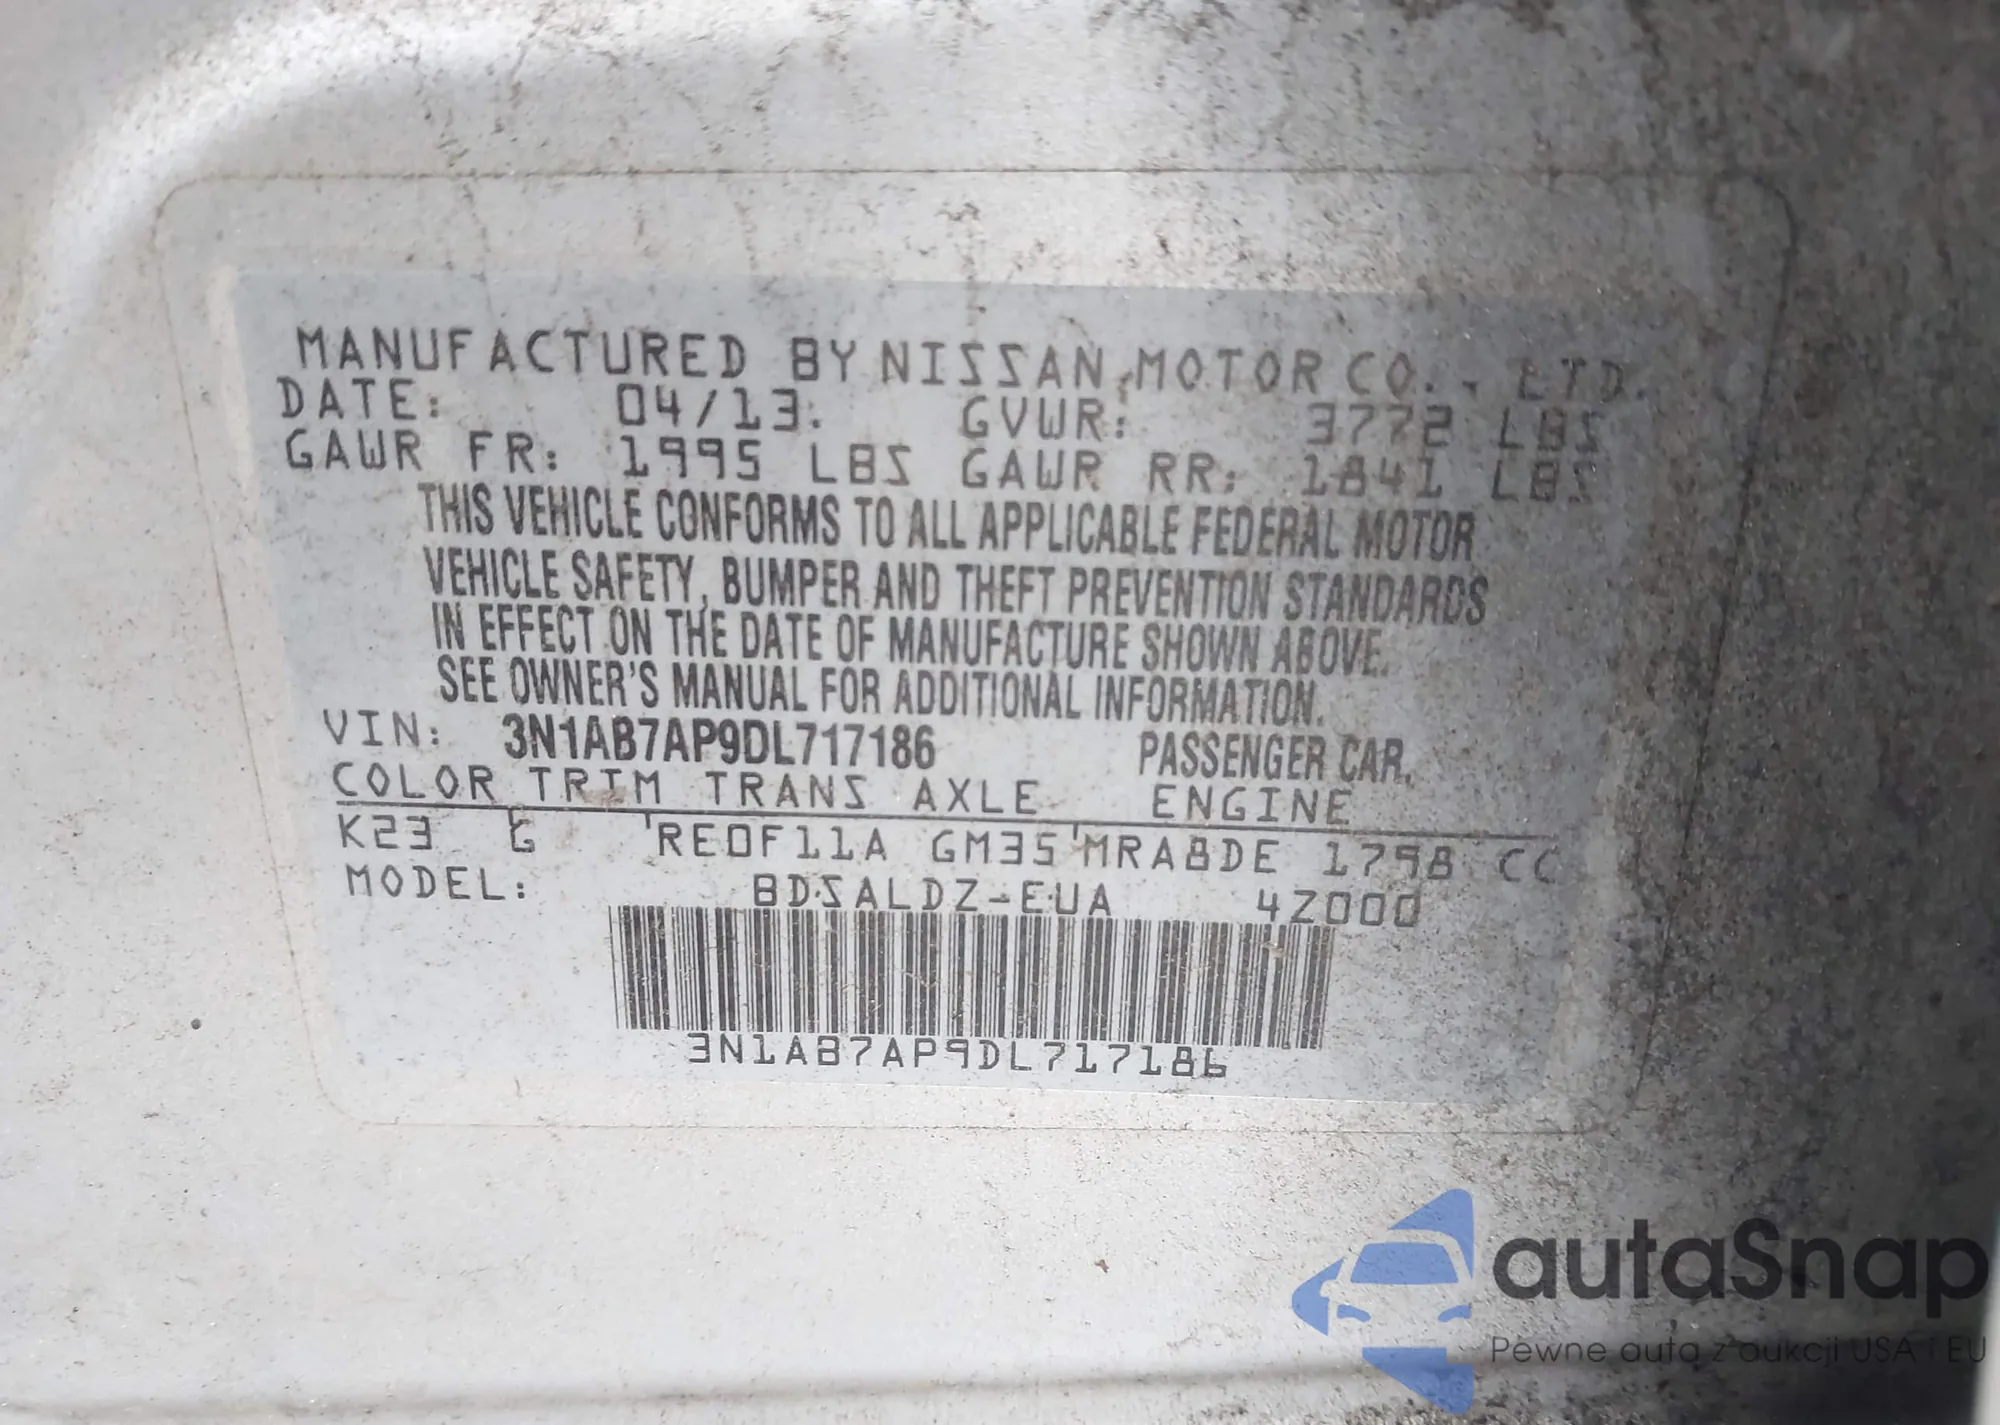 MANUFACTURED BY NISSAN MOTOR CO., LTD.
DATE: 04/13 GVWR: 3772 LBS
GAWR FR: 1995 LBS GAWR RR: 1841 LBS
THIS VEHICLE CONFORMS TO ALL APPLICABLE FEDERAL MOTOR
VEHICLE SAFETY, BUMPER AND THEFT PREVENTION STANDARDS
IN EFFECT ON THE DATE OF MANUFACTURE SHOWN ABOVE.
SEE OWNER'S MANUAL FOR ADDITIONAL INFORMATION.
VIN: 3N1AB7AP9DL717186 PASSENGER CAR.
COLOR TRIM TRANS AXLE ENGINE
K23 G RE0F11A GM35 MRA8DE 1798 CC
MODEL: BDSALDZ-EUA 42000
3N1AB7AP9DL717186
autaSnap
Pewne auta z aukcji USA i EU